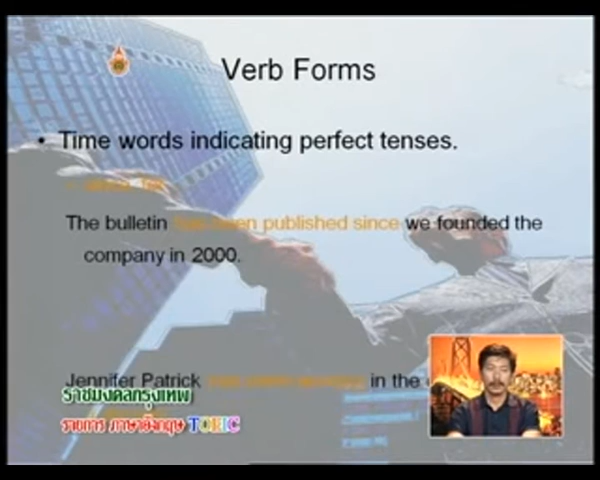 Verb Forms
• Time words indicating perfect tenses.
The bulletin has been published since we founded the
company in 2000.
Jennifer Patrick in the
ราชมงคลกรุงเทพ
รายการ ภาษาอังกฤษ TOEIC